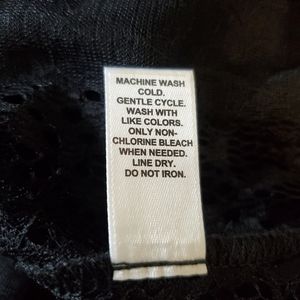 MACHINE WASH
COLD.
GENTLE CYCLE.
WASH WITH
LIKE COLORS.
ONLY NON-
CHLORINE BLEACH
WHEN NEEDED.
LINE DRY.
DO NOT IRON.